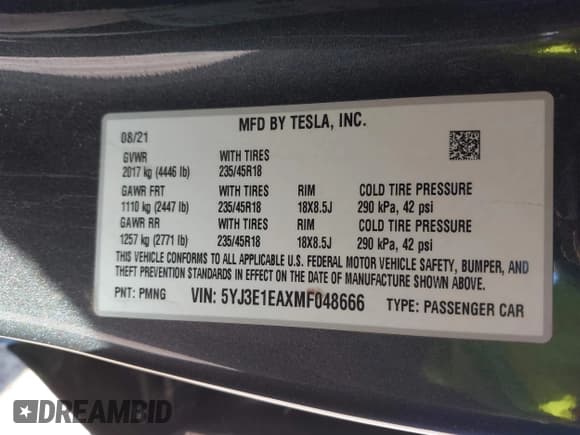 MFD BY TESLA, INC.
08/21
GVWR WITH TIRES
2017 kg (4446 lb) 235/45R18
GAWR FRT WITH TIRES RIM COLD TIRE PRESSURE
1110 kg (2447 lb) 235/45R18 18X8.5J 290 kPa, 42 psi
GAWR RR WITH TIRES RIM COLD TIRE PRESSURE
1257 kg (2771 lb) 235/45R18 18X8.5J 290 kPa, 42 psi
THIS VEHICLE CONFORMS TO ALL APPLICABLE U.S. FEDERAL MOTOR VEHICLE SAFETY, BUMPER, AND
THEFT PREVENTION STANDARDS IN EFFECT ON THE DATE OF MANUFACTURE SHOWN ABOVE.
PNT: PMNG VIN: 5YJ3E1EAXMF048666 TYPE: PASSENGER CAR
DREAMBID